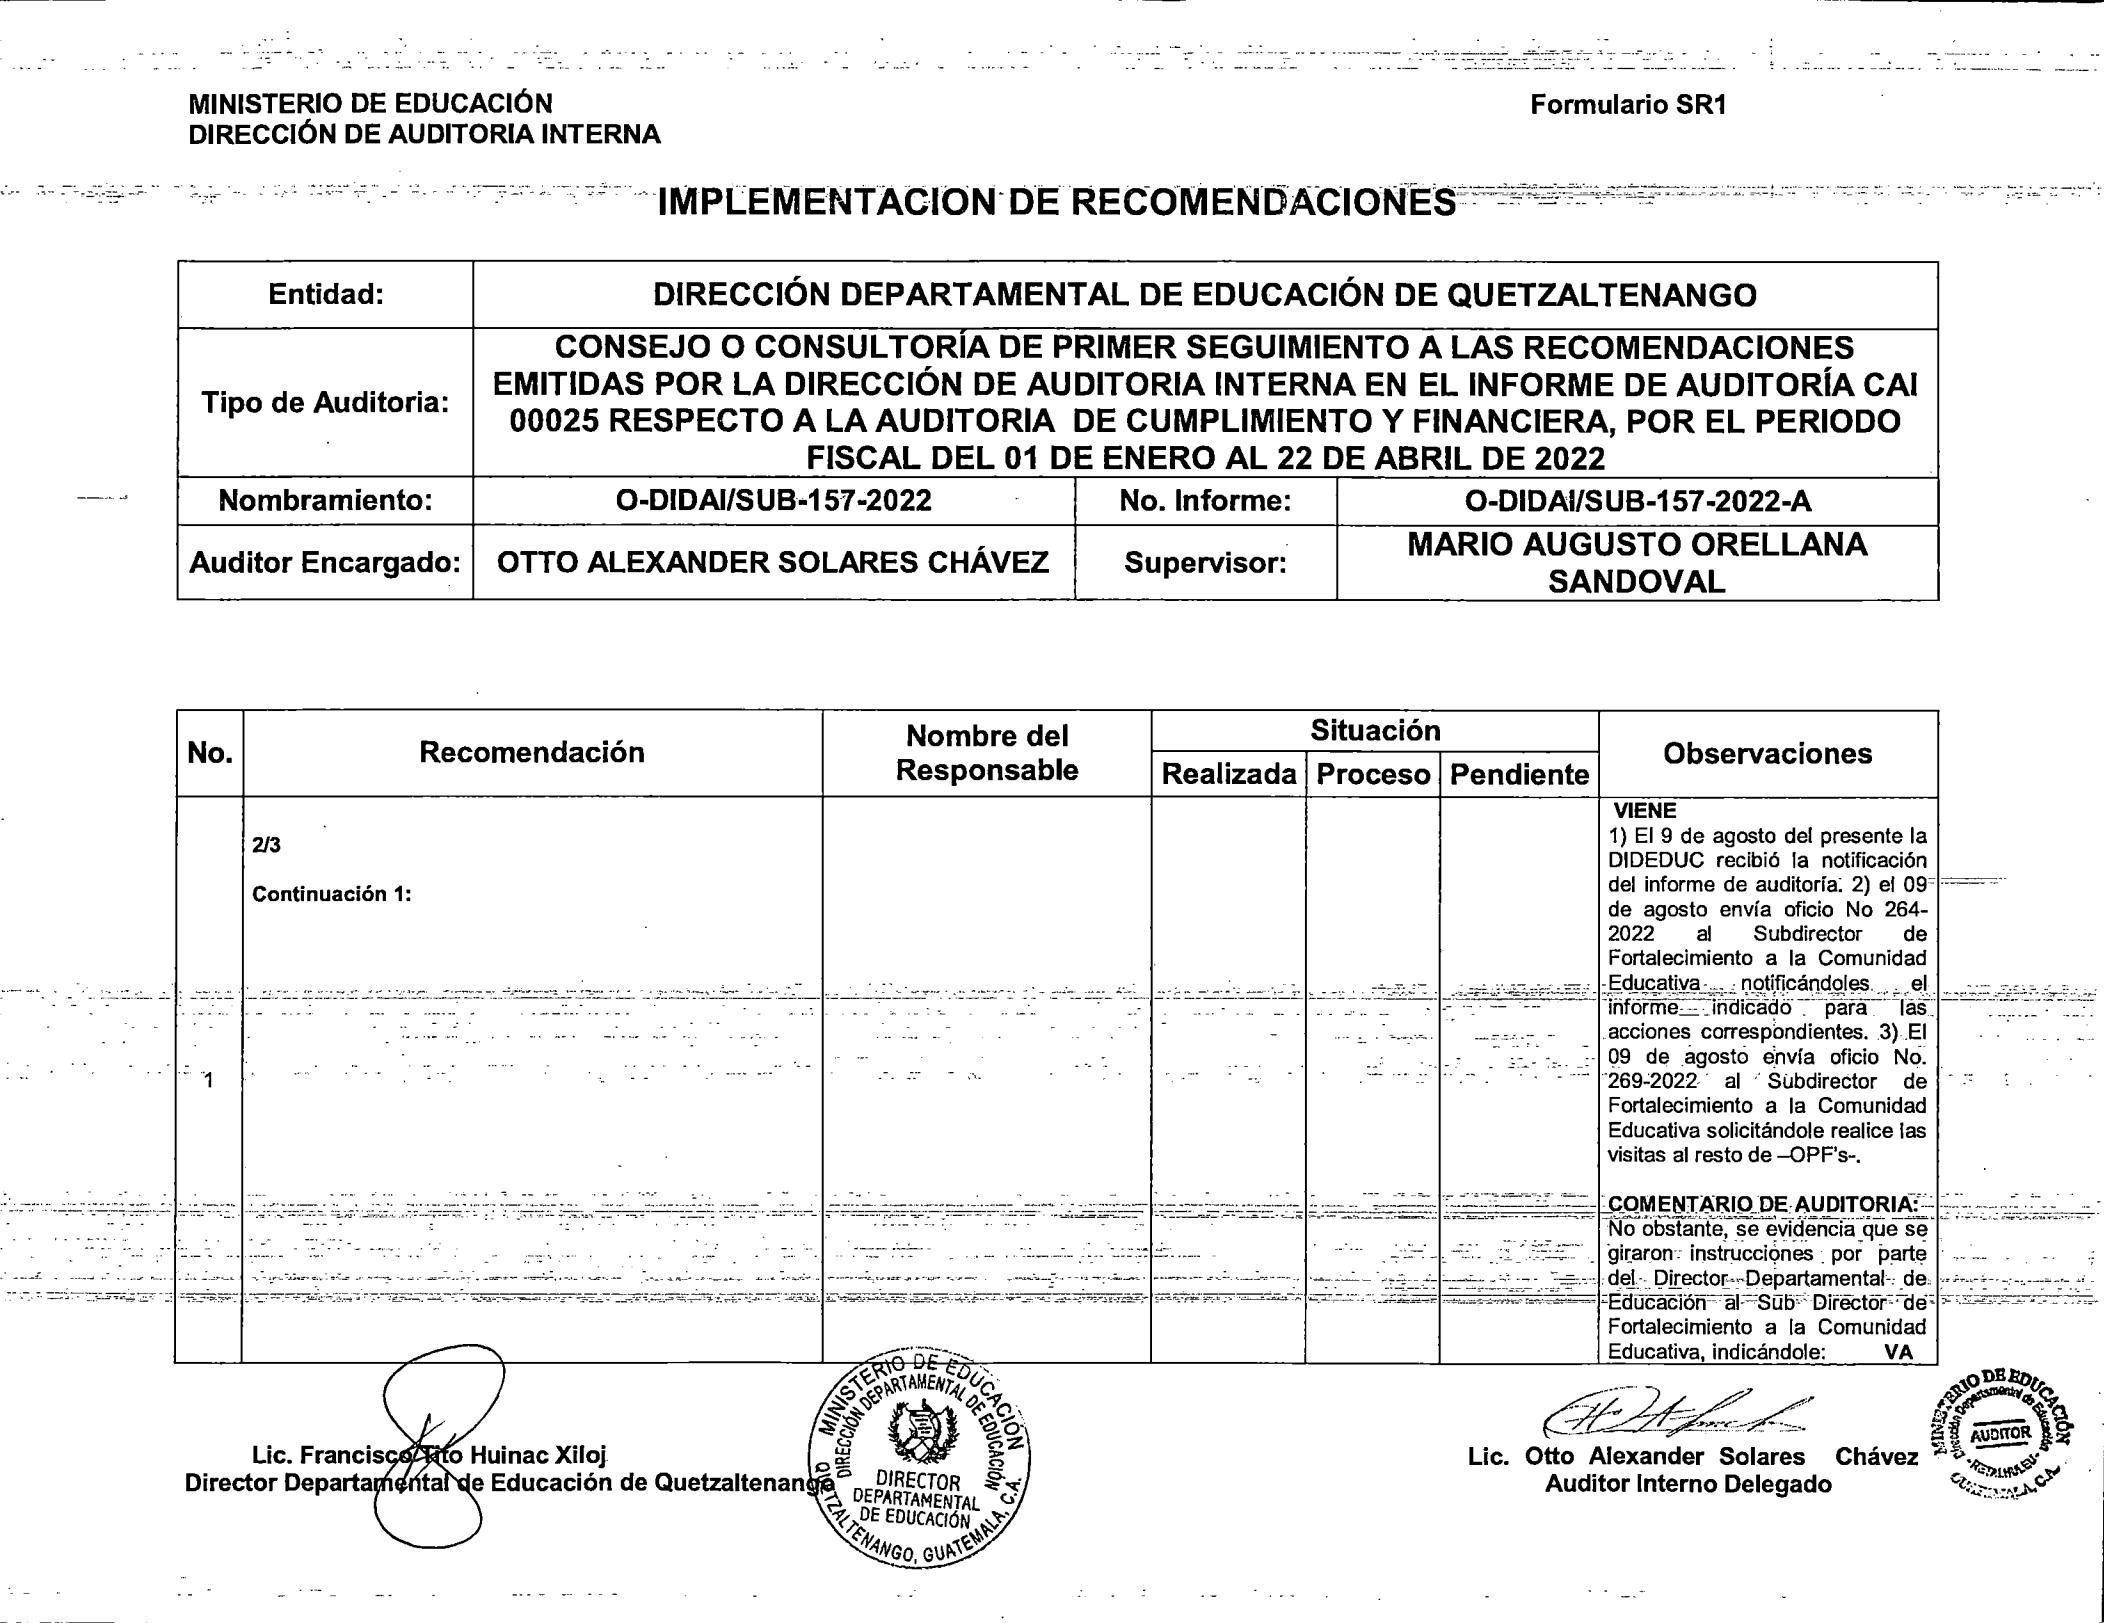 MINISTERIO DE EDUCACIÓN
DIRECCIÓN DE AUDITORIA INTERNA
Formulario SR1
IMPLEMENTACION DE RECOMENDACIONES
Entidad:
DIRECCIÓN DEPARTAMENTAL DE EDUCACIÓN DE QUETZALTENANGO
Tipo de Auditoria:
CONSEJO O CONSULTORÍA DE PRIMER SEGUIMIENTO A LAS RECOMENDACIONES
EMITIDAS POR LA DIRECCIÓN DE AUDITORIA INTERNA EN EL INFORME DE AUDITORÍA CAI
00025 RESPECTO A LA AUDITORIA DE CUMPLIMIENTO Y FINANCIERA, POR EL PERIODO
FISCAL DEL 01 DE ENERO AL 22 DE ABRIL DE 2022
Nombramiento:
O-DIDAI/SUB-157-2022
No. Informe:
O-DIDAI/SUB-157-2022-A
Auditor Encargado:
OTTO ALEXANDER SOLARES CHÁVEZ
Supervisor:
MARIO AUGUSTO ORELLANA
SANDOVAL
No.
Recomendación
Nombre del
Responsable
Situación
Realizada
Proceso
Pendiente
Observaciones
1
2/3
Continuación 1:
VIENE
1) El 9 de agosto del presente la
DIDEDUC recibió la notificación
del informe de auditoría. 2) el 09
de agosto envía oficio No 264-
2022 al Subdirector de
Fortalecimiento a la Comunidad
Educativa notificándoles el
informe indicado para las
acciones correspondientes. 3) El
09 de agosto envía oficio No.
269-2022 al Subdirector de
Fortalecimiento a la Comunidad
Educativa solicitándole realice las
visitas al resto de –OPF's-.
COMENTARIO DE AUDITORIA:
No obstante, se evidencia que se
giraron instrucciones por parte
del Director Departamental de
Educación al Sub Director de
Fortalecimiento a la Comunidad
Educativa, indicándole: VA
Lic. Francisco Tito Huinac Xiloj
Director Departamental de Educación de Quetzaltenango
MINISTERIO DE EDUCACIÓN
DIRECCIÓN DEPARTAMENTAL DE EDUCACIÓN
DIRECTOR
DEPARTAMENTAL
DE EDUCACIÓN
QUETZALTENANGO, GUATEMALA, C.A.
Lic. Otto Alexander Solares Chávez
Auditor Interno Delegado
MINISTERIO DE EDUCACIÓN
Dirección Departamental de Educación
AUDITOR